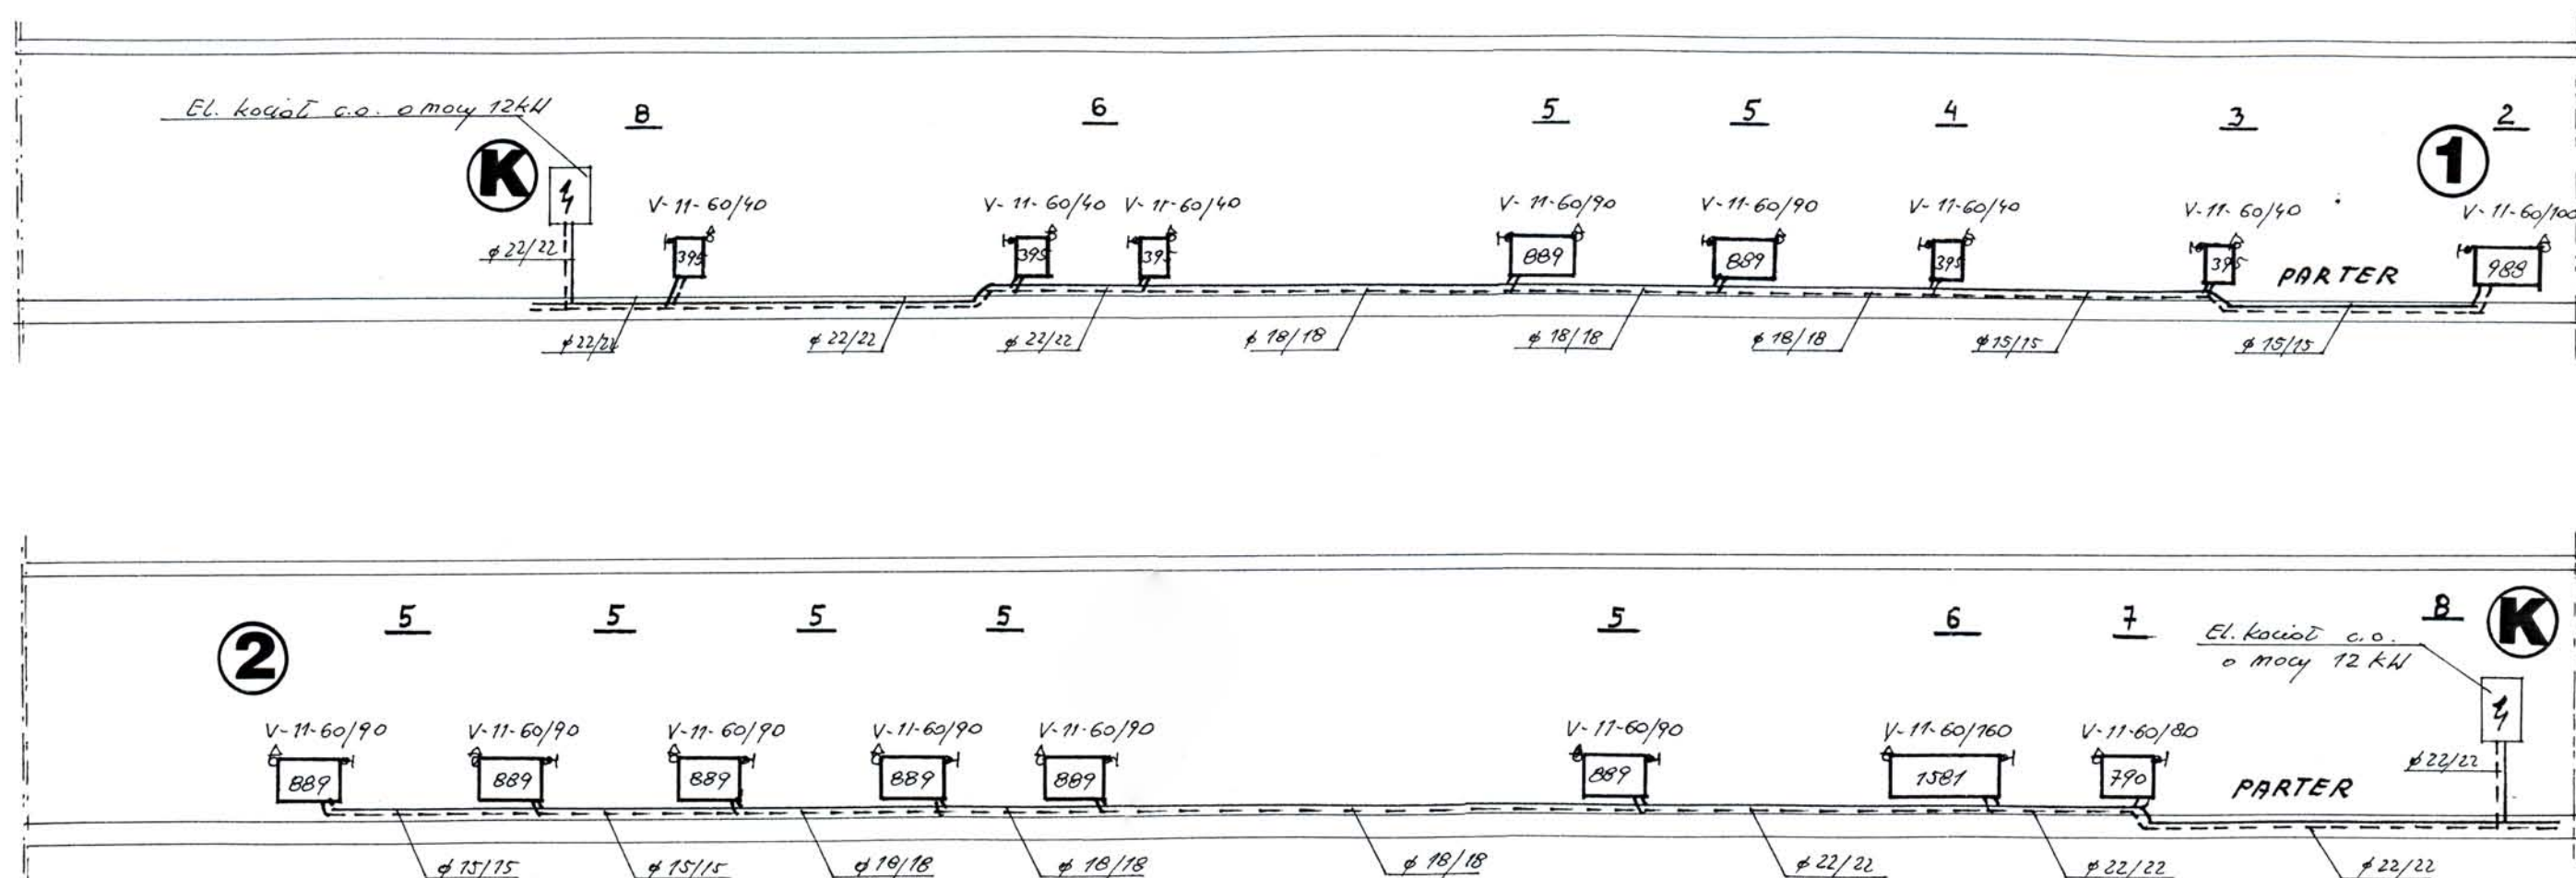 El. kocioł c.o. o mocy 12kW
8 6 5 5 4 3 2
K 1
V-11-60/40 V-11-60/40 V-11-60/40 V-11-60/90 V-11-60/90 V-11-60/40 V-11-60/40 V-11-60/100
395 395 395 889 889 395 395 PARTER 988
ϕ 22/22
ϕ 22/22 ϕ 22/22 ϕ 22/22 ϕ 18/18 ϕ 18/18 ϕ 18/18 ϕ 15/15 ϕ 15/15
5 5 5 5 5 6 7 8
2 K
El. kocioł c.o.
o mocy 12 kW
V-11-60/90 V-11-60/90 V-11-60/90 V-11-60/90 V-11-60/90 V-11-60/90 V-11-60/160 V-11-60/80
ϕ 22/22
889 889 889 889 889 889 1581 790 PARTER
ϕ 15/15 ϕ 15/15 ϕ 18/18 ϕ 18/18 ϕ 18/18 ϕ 22/22 ϕ 22/22 ϕ 22/22